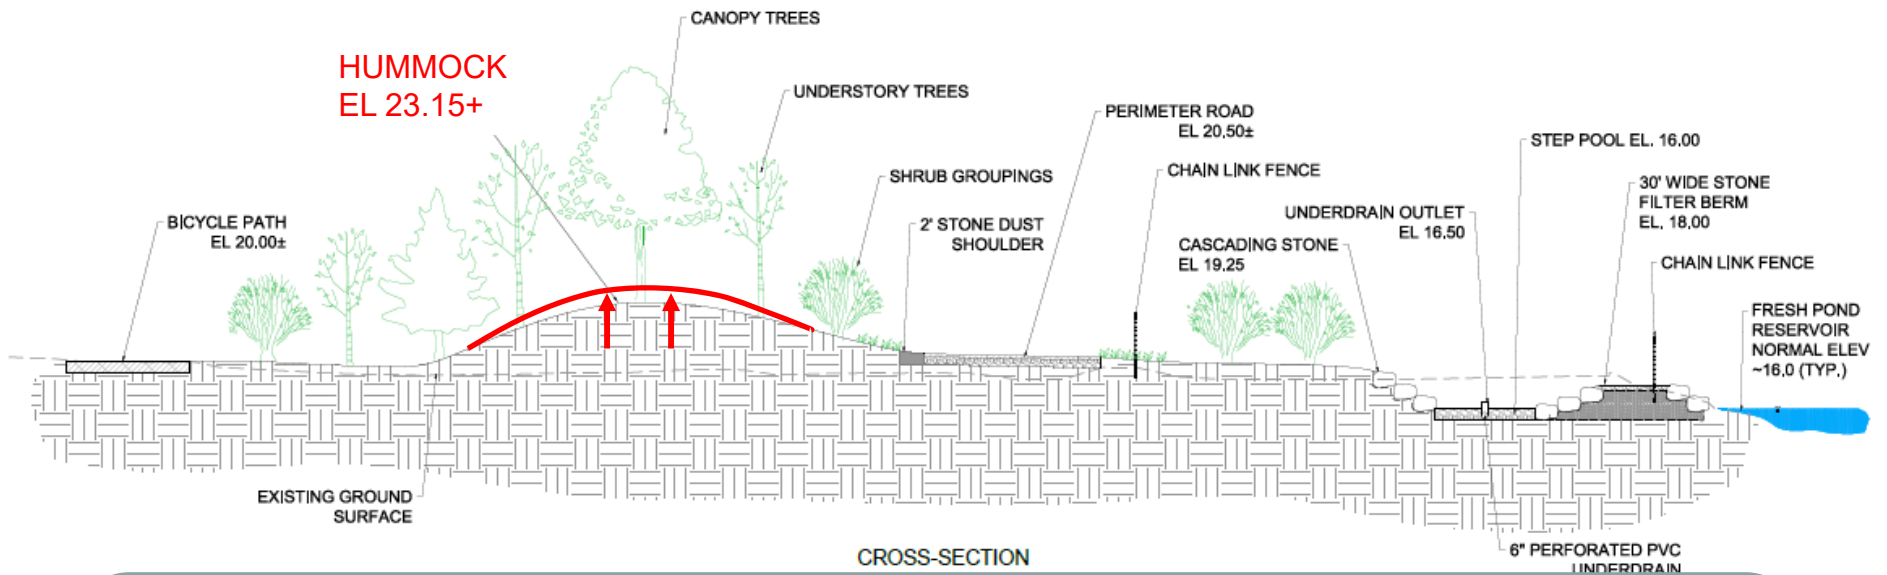 CANOPY TREES
HUMMOCK
EL 23.15+
UNDERSTORY TREES
PERIMETER ROAD
EL 20.50±
STEP POOL EL. 16.00
CHAIN LINK FENCE
SHRUB GROUPINGS
30' WIDE STONE
FILTER BERM
EL. 18.00
BICYCLE PATH
EL 20.00±
2' STONE DUST
SHOULDER
UNDERDRAIN OUTLET
EL 16.50
CASCADING STONE
EL 19.25
CHAIN LINK FENCE
FRESH POND
RESERVOIR
NORMAL ELEV
~16.0 (TYP.)
EXISTING GROUND
SURFACE
CROSS-SECTION
6" PERFORATED PVC
UNDERDRAIN